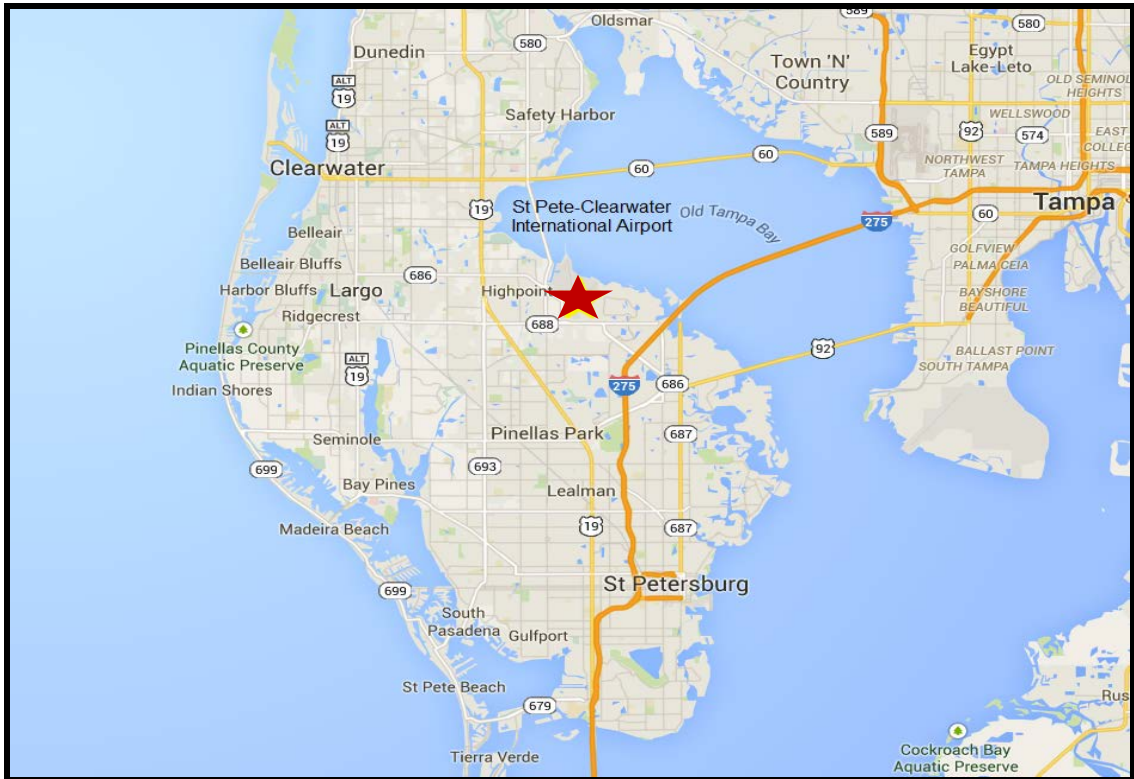 Oldsmar
589
580
Dunedin
580
Egypt
Lake-Leto
Town 'N'
Country
ALT
19
OLD SEMINOL
HEIGHTS
Safety Harbor
WELLSWOOD
ALT
19
589
92
574
EAST
COLLEG
60
60
NORTHWEST
TAMPA
TAMPA HEIGHTS
Clearwater
19
St Pete-Clearwater
International Airport
Old Tampa Bay
275
60
Tampa
Belleair
GOLFVIEW
PALMA CEIA
Belleair Bluffs
686
Harbor Bluffs
Largo
Highpoint
BAYSHORE
BEAUTIFUL
Ridgecrest
688
Pinellas County
Aquatic Preserve
92
BALLAST POINT
SOUTH TAMPA
ALT
19
Indian Shores
275
686
Seminole
Pinellas Park
687
699
693
Bay Pines
Lealman
Madeira Beach
19
687
699
St Petersburg
South
Pasadena
Gulfport
St Pete Beach
679
Rus
Tierra Verde
Cockroach Bay
Aquatic Preserve